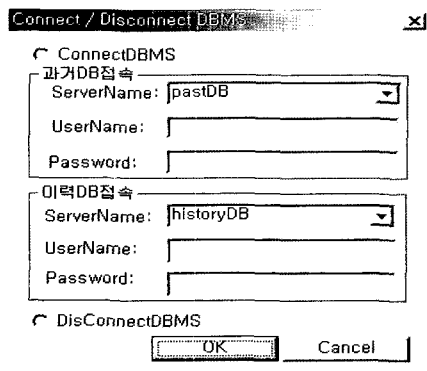 Connect / Disconnect DBMS
ConnectDBMS
과거DB접속
ServerName: pastDB
UserName:
Password:
이력DB접속
ServerName: historyDB
UserName:
Password:
DisConnectDBMS
OK Cancel